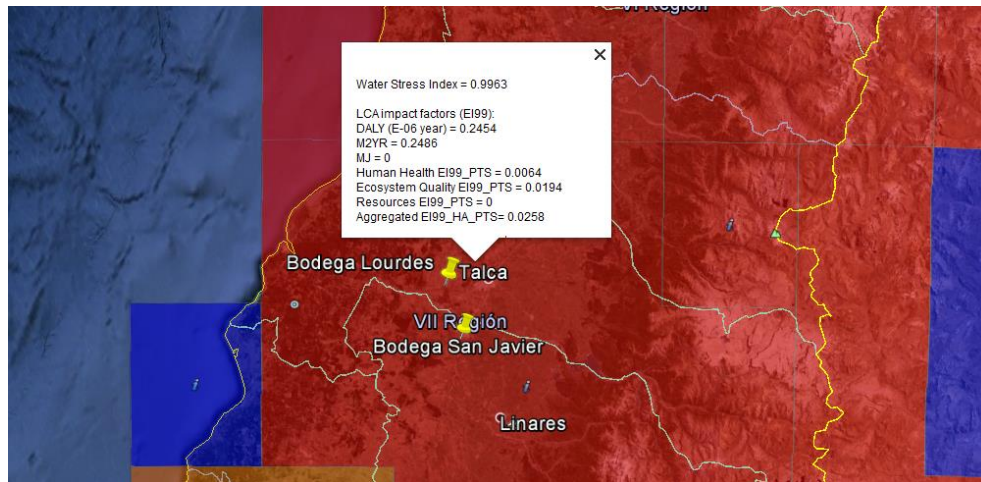 VI Región
Water Stress Index = 0.9963
LCA impact factors (EI99):
DALY (E-06 year) = 0.2454
M2YR = 0.2486
MJ = 0
Human Health EI99_PTS = 0.0064
Ecosystem Quality EI99_PTS = 0.0194
Resources EI99_PTS = 0
Aggregated EI99_HA_PTS= 0.0258
Bodega Lourdes
Talca
VII Región
Bodega San Javier
Linares